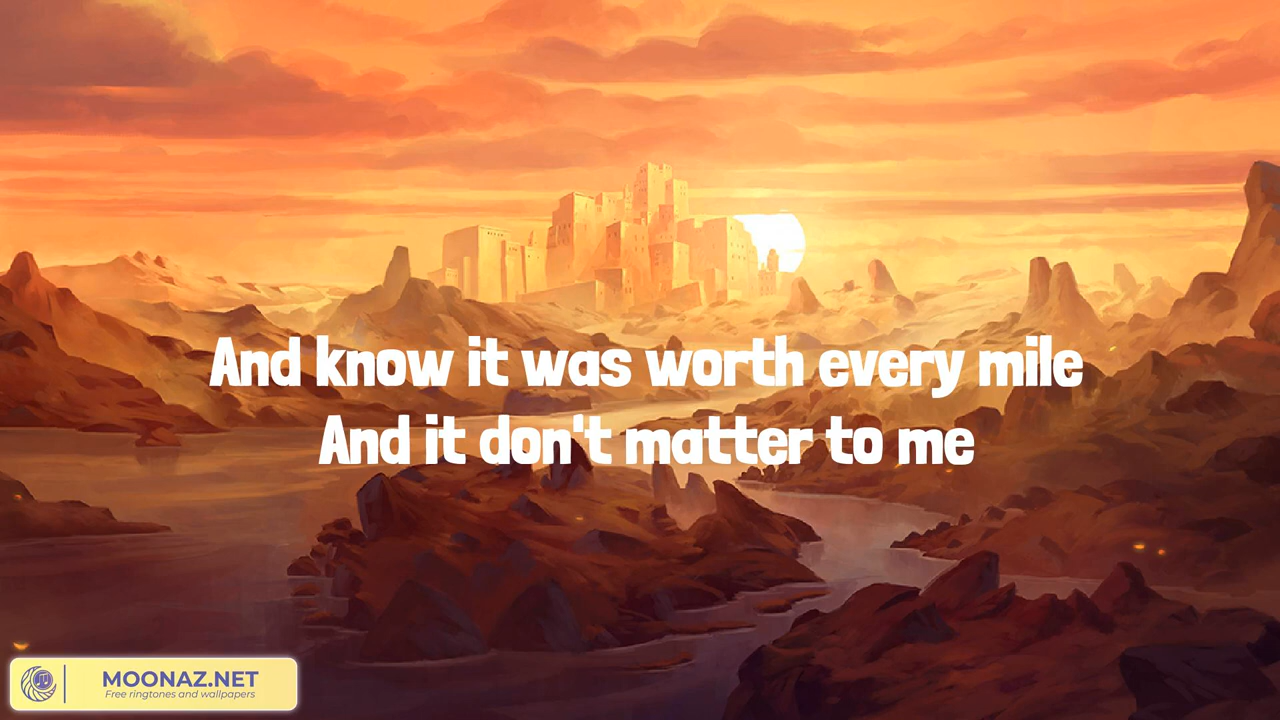 And know it was worth every mile
And it don't matter to me
MOONAZ.NET
Free ringtones and wallpapers